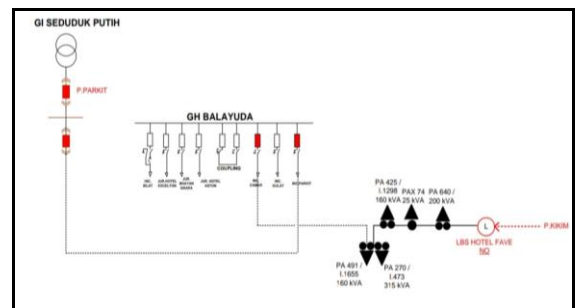 GI SEDUDUK PUTIH
P.PARKIT
GH BALAYUDA
COUPLING
PA 425 /
I.1298
160 kVA
PAX 74
25 kVA
PA 640 /
200 kVA
L
P.KIKIM
LBS HOTEL FAVE
NO
PA 491 /
I.1655
160 kVA
PA 270 /
I.473
315 kVA